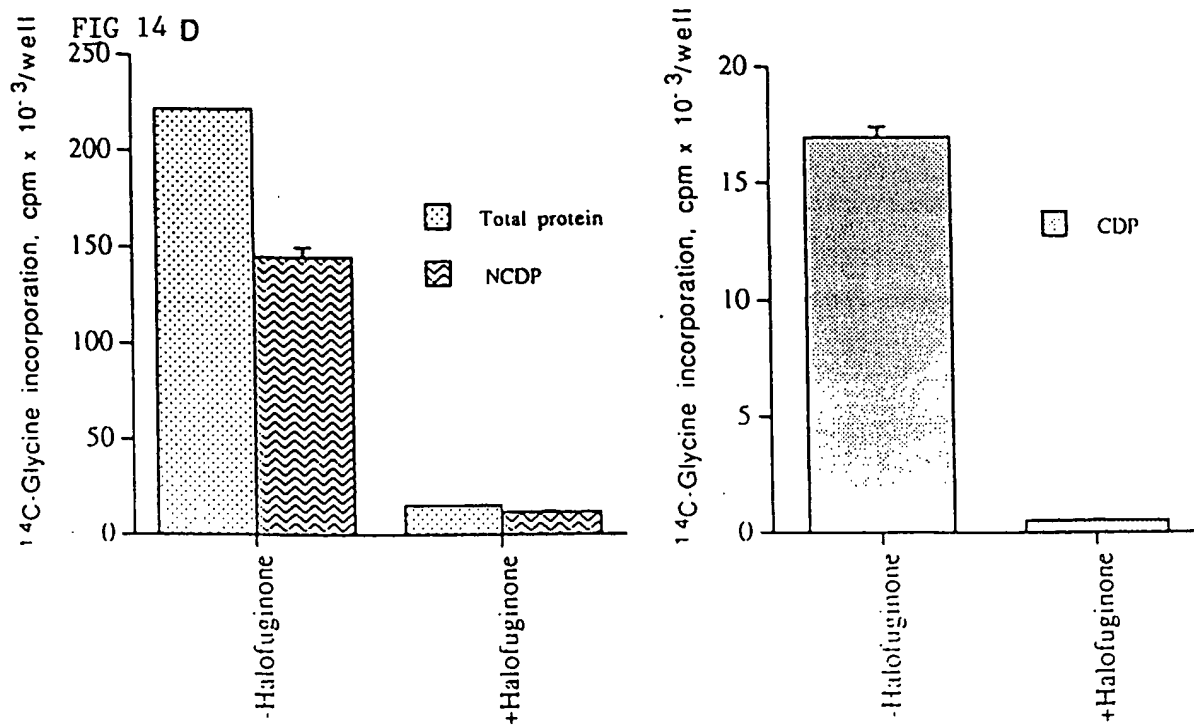 FIG 14 D
¹⁴C-Glycine incorporation, cpm x 10⁻³/well
250
200
150
100
50
0
Total protein
NCDP
-Halofuginone
+Halofuginone
¹⁴C-Glycine incorporation, cpm x 10⁻³/well
20
15
10
5
0
CDP
-Halofuginone
+Halofuginone